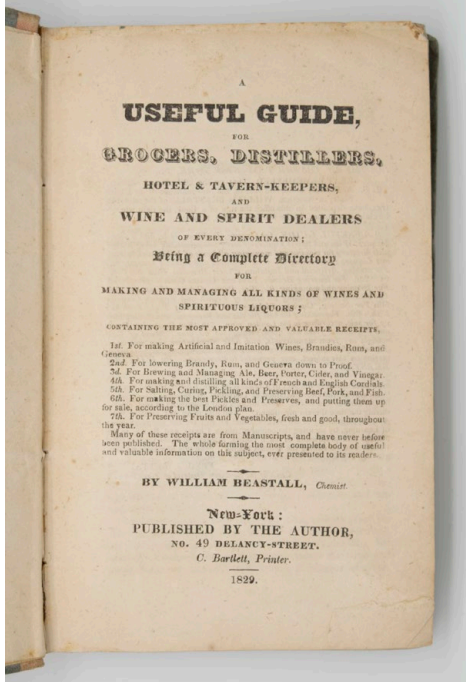 A
USEFUL GUIDE,
FOR
GROCERS, DISTILLERS,
HOTEL & TAVERN-KEEPERS,
AND
WINE AND SPIRIT DEALERS
OF EVERY DENOMINATION;
Being a Complete Directory
FOR
MAKING AND MANAGING ALL KINDS OF WINES AND
SPIRITUOUS LIQUORS;
CONTAINING THE MOST APPROVED AND VALUABLE RECEIPTS,
1st. For making Artificial and Imitation Wines, Brandies, Rum, and
Geneva
2nd. For lowering Brandy, Rum, and Geneva down to Proof.
3d. For Brewing and Managing Ale, Beer, Porter, Cider, and Vinegar.
4th. For making and distilling all kinds of French and English Cordials
5th. For Salting, Curing, Pickling, and Preserving Beef, Pork, and Fish.
6th. For making the best Pickles and Preserves, and putting them up
for sale, according to the London plan.
7th. For Preserving Fruits and Vegetables, fresh and good, throughout
the year.
Many of these receipts are from Manuscripts, and have never before
been published. The whole forming the most complete body of useful
and valuable information on this subject, ever presented to its readers.
BY WILLIAM BEASTALL, Chemist.
New-York:
PUBLISHED BY THE AUTHOR,
NO. 49 DELANCY-STREET.
C. Bartlett, Printer.
1829.